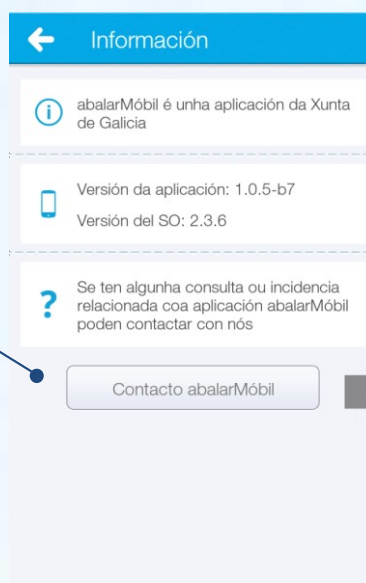 Información
abalarMóbil é unha aplicación da Xunta
de Galicia
Versión da aplicación: 1.0.5-b7
Versión del SO: 2.3.6
Se ten algunha consulta ou incidencia
relacionada coa aplicación abalarMóbil
poden contactar con nós
Contacto abalarMóbil